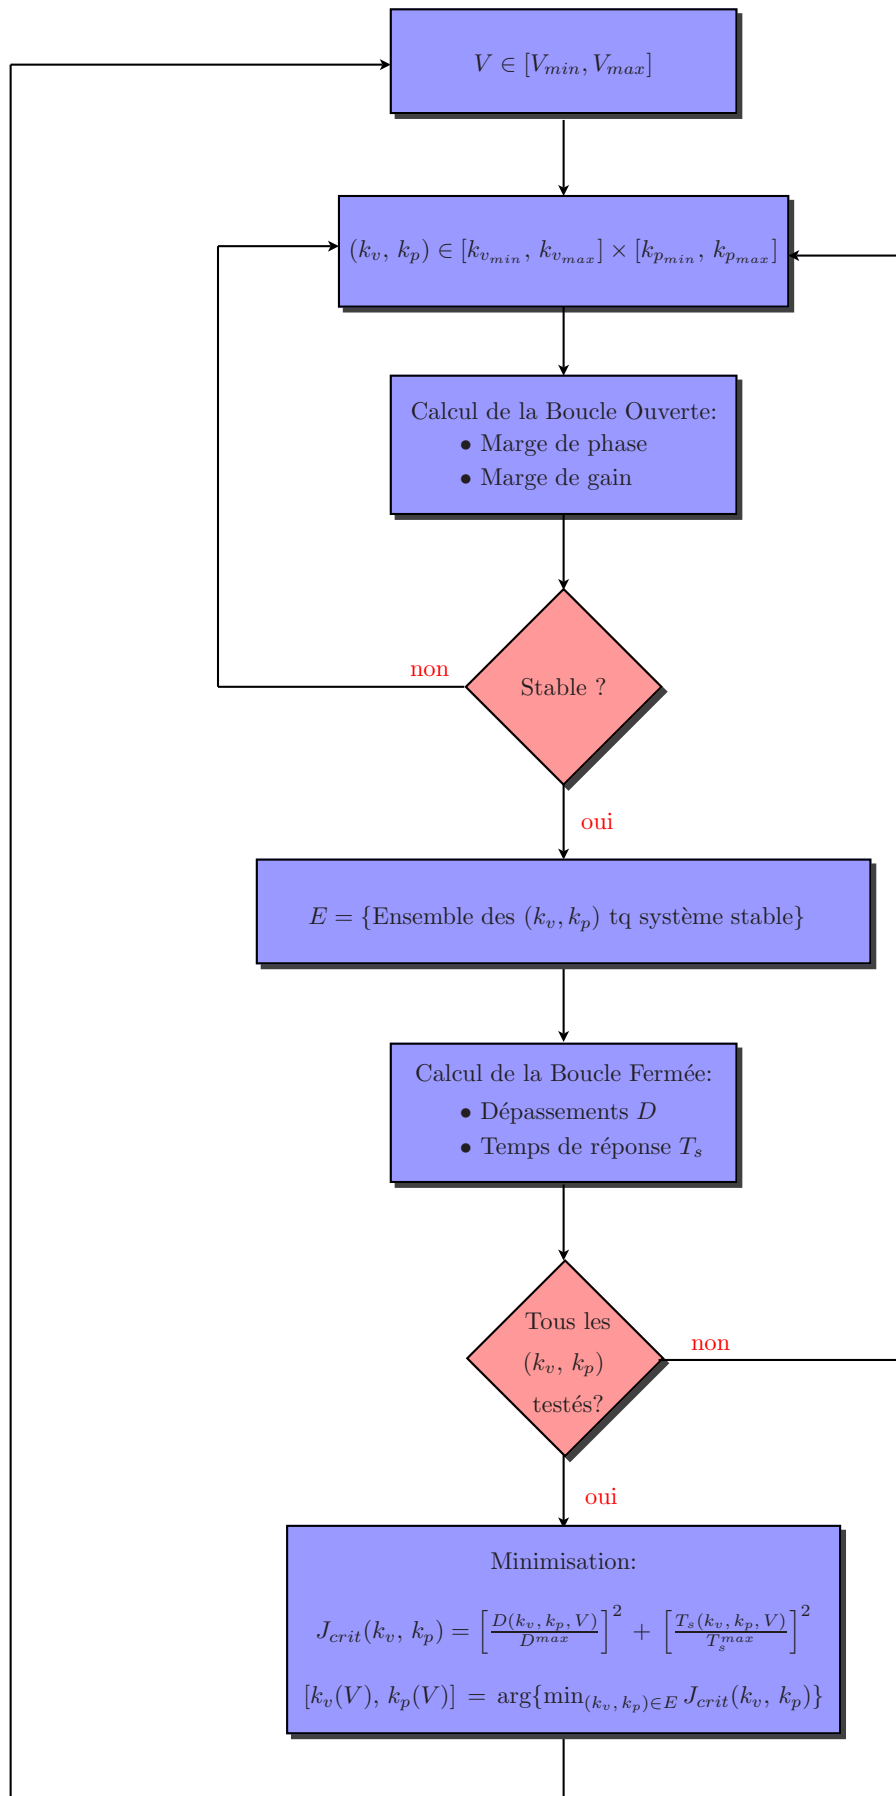 V ∈ [V_{min}, V_{max}]
(k_v, k_p) ∈ [k_{v_{min}}, k_{v_{max}}] × [k_{p_{min}}, k_{p_{max}}]
Calcul de la Boucle Ouverte:
• Marge de phase
• Marge de gain
non
Stable ?
oui
E = {Ensemble des (k_v, k_p) tq système stable}
Calcul de la Boucle Fermée:
• Dépassements D
• Temps de réponse T_s
Tous les
non
(k_v, k_p)
testés?
oui
Minimisation:
J_{crit}(k_v, k_p) = [\frac{D(k_v, k_p, V)}{D^{max}}]^2 + [\frac{T_s(k_v, k_p, V)}{T_s^{max}}]^2
[k_v(V), k_p(V)] = arg{min_{(k_v, k_p)∈E} J_{crit}(k_v, k_p)}